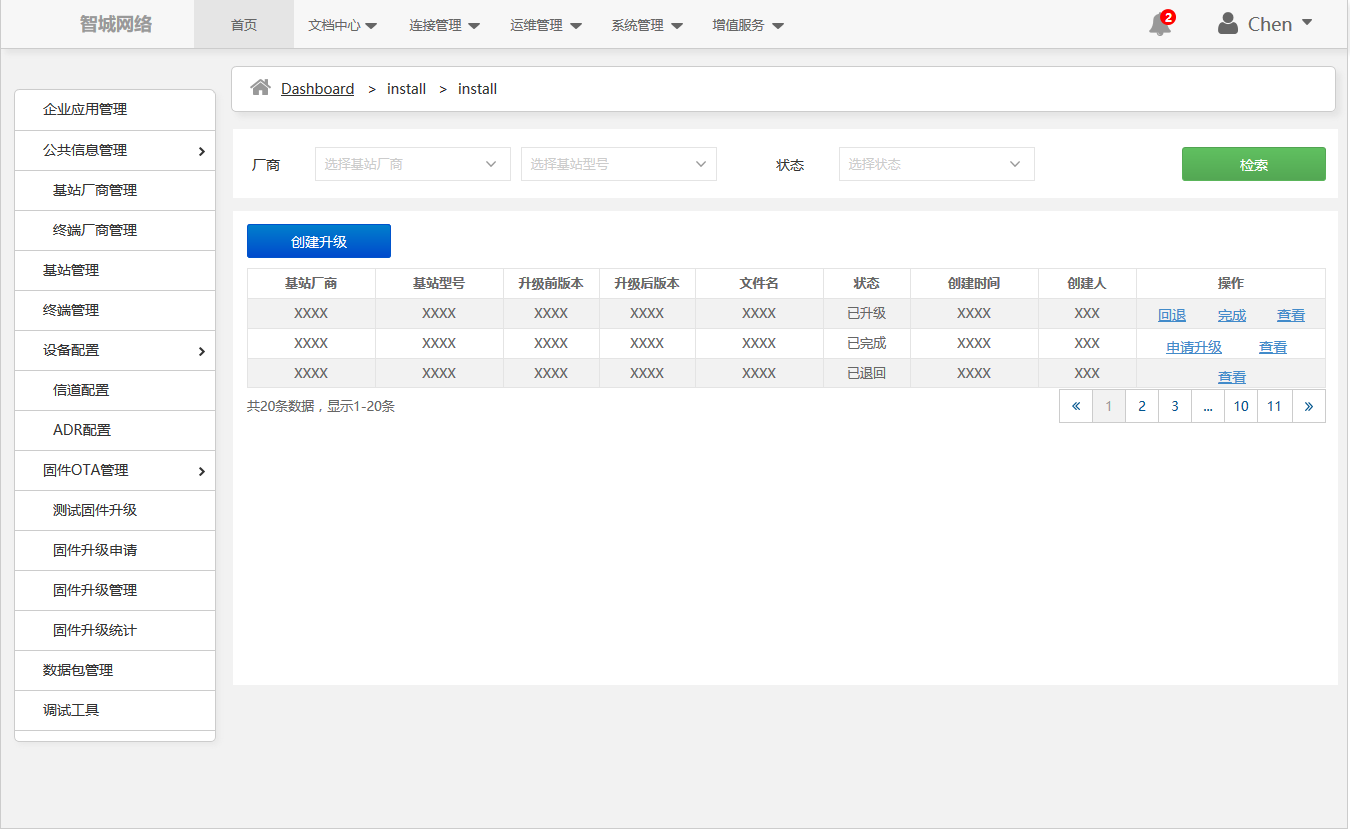 智城网络 首页 文档中心 连接管理 运维管理 系统管理 增值服务 2 Chen
Dashboard > install > install
企业应用管理
公共信息管理
基站厂商管理
终端厂商管理
基站管理
终端管理
设备配置
信道配置
ADR配置
固件OTA管理
测试固件升级
固件升级申请
固件升级管理
固件升级统计
数据包管理
调试工具
厂商 选择基站厂商 选择基站型号 状态 选择状态 检索
创建升级
基站厂商 基站型号 升级前版本 升级后版本 文件名 状态 创建时间 创建人 操作
XXXX XXXX XXXX XXXX XXXX 已升级 XXXX XXX 回退 完成 查看
XXXX XXXX XXXX XXXX XXXX 已完成 XXXX XXX 申请升级 查看
XXXX XXXX XXXX XXXX XXXX 已退回 XXXX XXX 查看
共20条数据，显示1-20条 « 1 2 3 ... 10 11 »